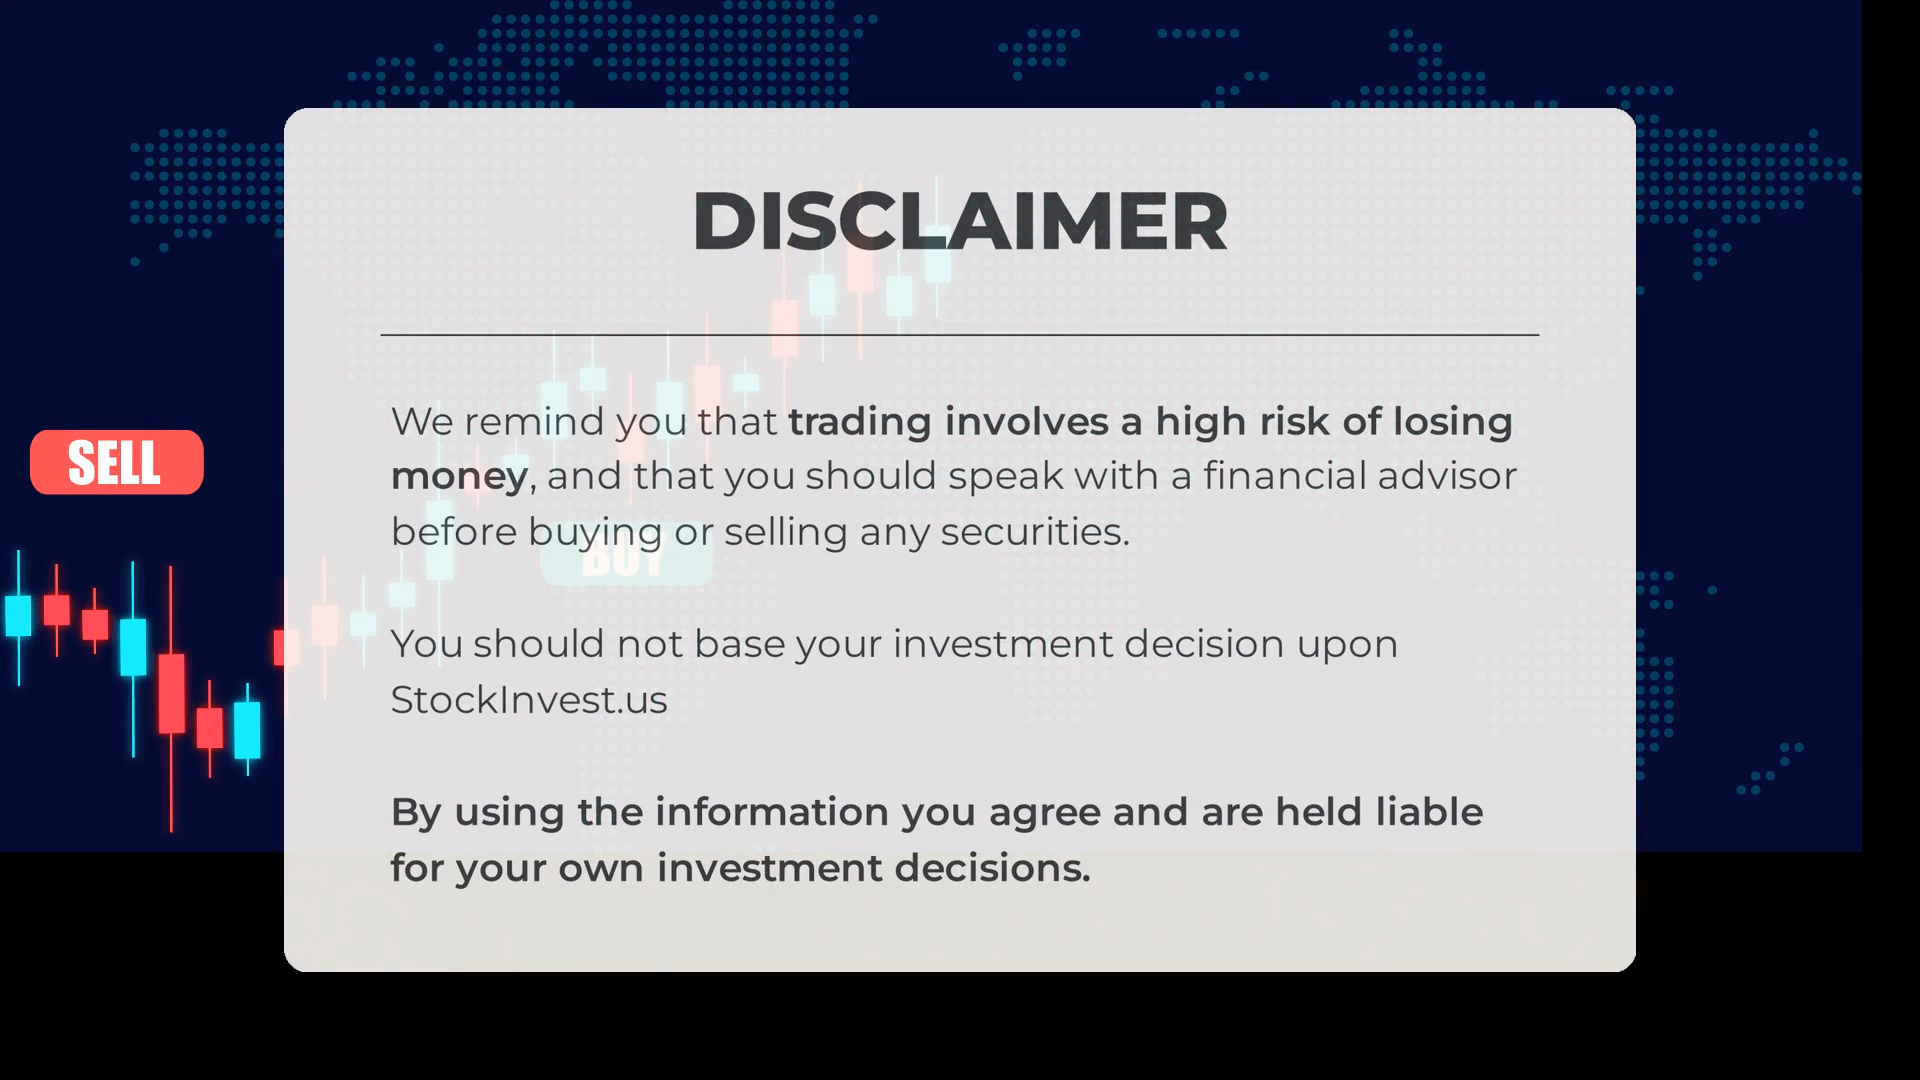 DISCLAIMER
We remind you that trading involves a high risk of losing
money, and that you should speak with a financial advisor
before buying or selling any securities.
SELL
BUY
You should not base your investment decision upon
StockInvest.us
By using the information you agree and are held liable
for your own investment decisions.